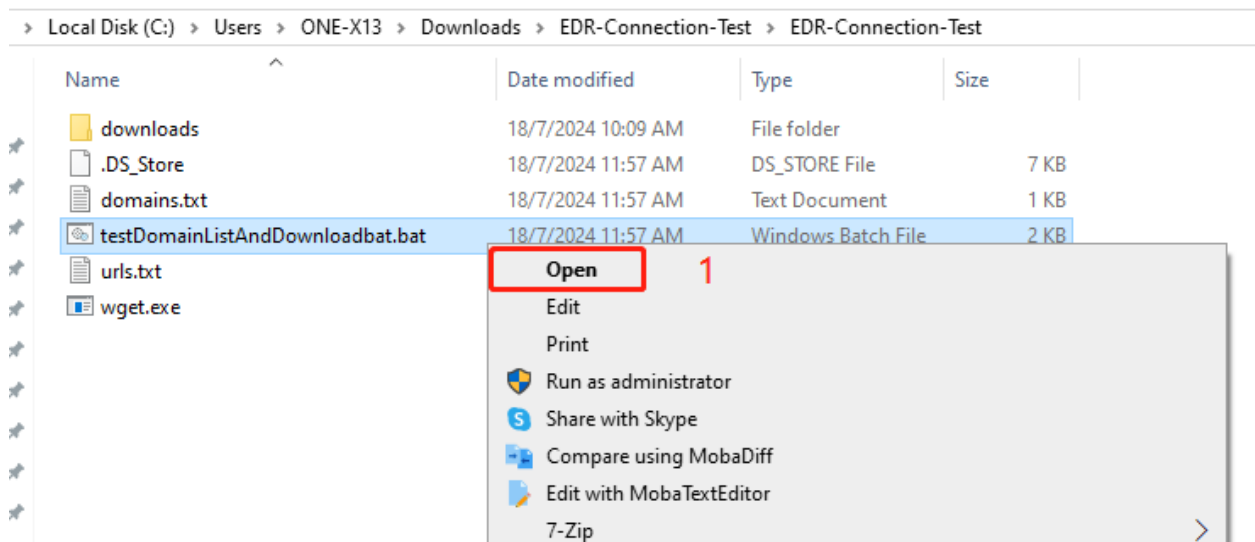 > Local Disk (C:) > Users > ONE-X13 > Downloads > EDR-Connection-Test > EDR-Connection-Test
Name Date modified Type Size
downloads 18/7/2024 10:09 AM File folder
.DS_Store 18/7/2024 11:57 AM DS_STORE File 7 KB
domains.txt 18/7/2024 11:57 AM Text Document 1 KB
testDomainListAndDownloadbat.bat 18/7/2024 11:57 AM Windows Batch File 2 KB
urls.txt
wget.exe
Open 1
Edit
Print
Run as administrator
Share with Skype
Compare using MobaDiff
Edit with MobaTextEditor
7-Zip >